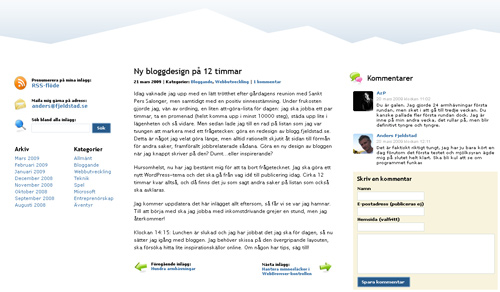 Prenumerera på mina inlägg:
RSS-flöde
Maila mig gärna på adress:
anders@fjeldstad.se
Sök bland alla inlägg:
Sök
Arkiv
Mars 2009
Februari 2009
Januari 2009
December 2008
November 2008
Oktober 2008
September 2008
Augusti 2008
Kategorier
Allmänt
Bloggande
Webbutveckling
Teknik
Spel
Microsoft
Entreprenörskap
Äventyr
Ny bloggdesign på 12 timmar
21 mars 2009 | Kategorier: Bloggande, Webbutveckling | 2 kommentarer
Idag vaknade jag upp med en lätt trötthet efter gårdagens reunion med Sankt
Pers Salonger, men samtidigt med en positiv sinnesstämning. Under frukosten
gjorde jag, van av ordning, en liten att-göra-lista för dagen: jag ska jobba ett par
timmar, ta en promenad (helst komma upp i minst 10000 steg), städa upp lite i
lägenheten och så vidare. Men sedan lade jag till en rad på listan som jag var
tvungen att markera med ett frågetecken: göra en redesign av blogg.fjeldstad.se.
Detta är något jag velat göra länge, men alltid rationellt skjutit åt sidan till förmån
för andra saker, framförallt jobbrelaterade sådana. Göra en ny design av bloggen
när jag knappt skriver på den? Dumt...eller inspirerande?
Hursomhelst, nu har jag bestämt mig för att ta bort frågetecknet. Jag ska göra ett
nytt WordPress-tema och det ska gå från vag idé till publicering idag. Cirka 12
timmar kvar alltså, och då finns det ju som sagt andra saker på listan som också
ska avklaras.
Jag kommer uppdatera det här inlägget allt eftersom, så får vi se var jag hamnar.
Till att börja med ska jag jobba med inkomstdrivande grejer en stund, men jag
återkommer!
Klockan 14:15: Lunchen är slukad och jag har jobbat det jag ska för dagen, så nu
sätter jag igång med bloggen. Jag behöver skissa på den övergripande layouten,
ska försöka hitta lite inspirationskällor online. Om någon har tips, säg till!
Föregående inlägg:
Hundra armhävningar
Nästa inlägg:
Kommentarer
AcP
21 mars 2009 klockan 11:02
Du är galen. Jag gjorde 24 armhävningar första
rundan, men sket i att gå till tredje veckan. Du
kanske pallade fler första rundan dock. Jag är
inne på min andra vecka, det rullar på, men blir
definitivt tyngre och tyngre.
Anders Fjeldstad
Det är faktiskt riktigt tungt, jag har ju bara kört en
dag förutom det första testet och mjölksyran ägde
mig på slutet helt klart. Ska bli kul att se om
programmet funkar.
Skriv en kommentar
Namn
E-postadress (publiceras ej)
Hemsida (valfritt)
Spara kommentar